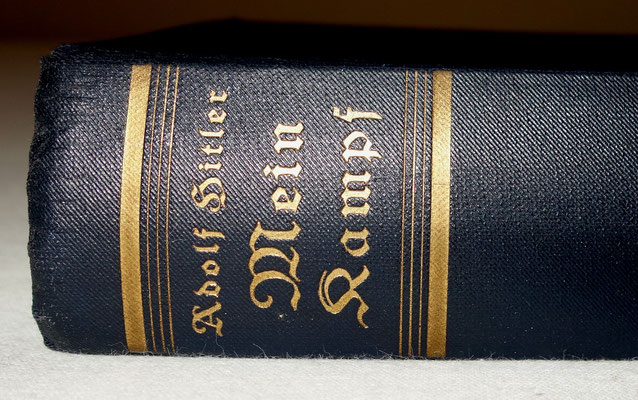 Adolf Hitler
Mein
Kampf